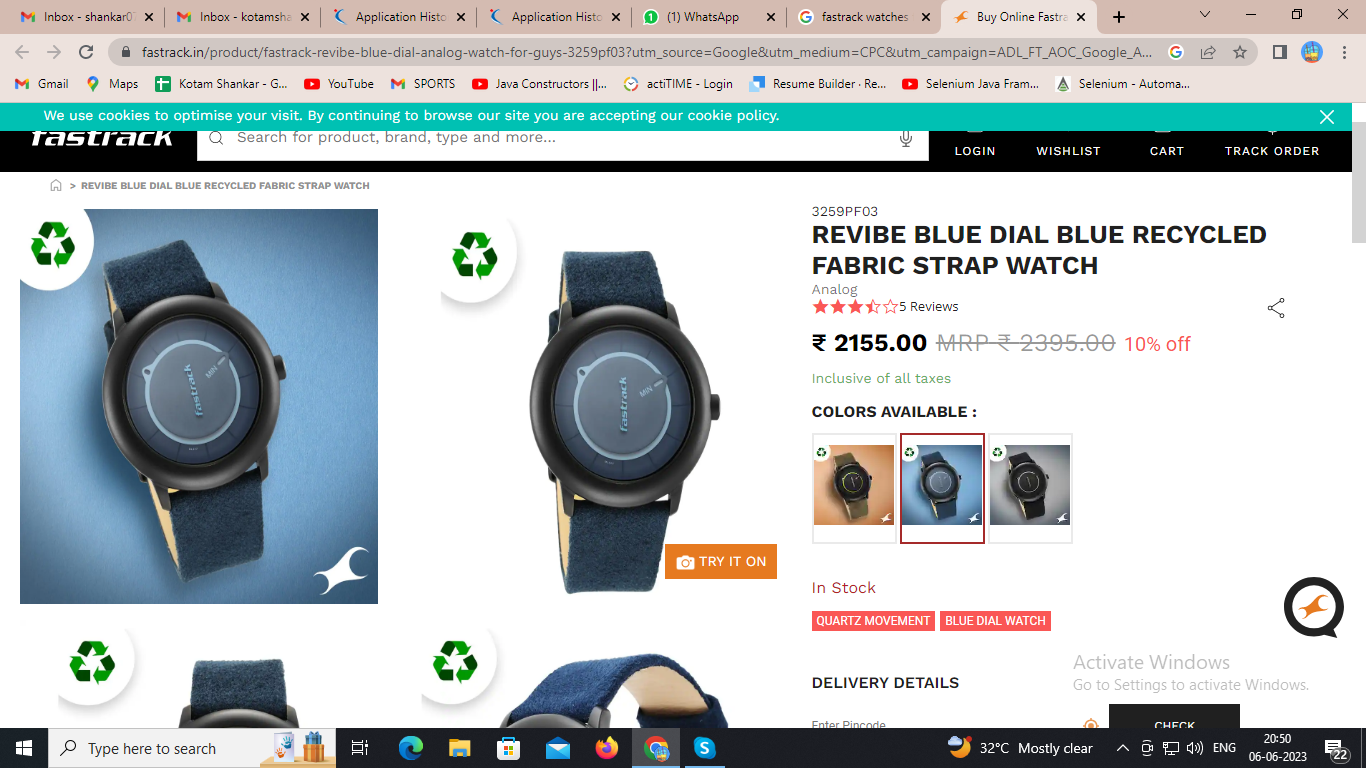 Inbox - shankar0
Inbox - kotamsha
Application Histo
Application Histo
(1) WhatsApp
fastrack watches
Buy Online Fastra
fastrack.in/product/fastrack-revibe-blue-dial-analog-watch-for-guys-3259pf03?utm_source=Google&utm_medium=CPC&utm_campaign=ADL_FT_AOC_Google_A...
Gmail
Maps
Kotam Shankar - G...
YouTube
SPORTS
Java Constructors ||...
actiTIME - Login
Resume Builder · Re...
Selenium Java Fram...
Selenium - Automa...
We use cookies to optimise your visit. By continuing to browse our site you are accepting our cookie policy.
fastrack
Search for product, brand, type and more...
LOGIN
WISHLIST
CART
TRACK ORDER
> REVIBE BLUE DIAL BLUE RECYCLED FABRIC STRAP WATCH
MIN
fastrack
MIN
fastrack
TRY IT ON
3259PF03
REVIBE BLUE DIAL BLUE RECYCLED
FABRIC STRAP WATCH
Analog
5 Reviews
₹ 2155.00 MRP ₹ 2395.00 10% off
Inclusive of all taxes
COLORS AVAILABLE :
In Stock
QUARTZ MOVEMENT
BLUE DIAL WATCH
DELIVERY DETAILS
Enter Pincode
CHECK
Activate Windows
Go to Settings to activate Windows.
Type here to search
32°C Mostly clear
ENG
20:50
06-06-2023
22